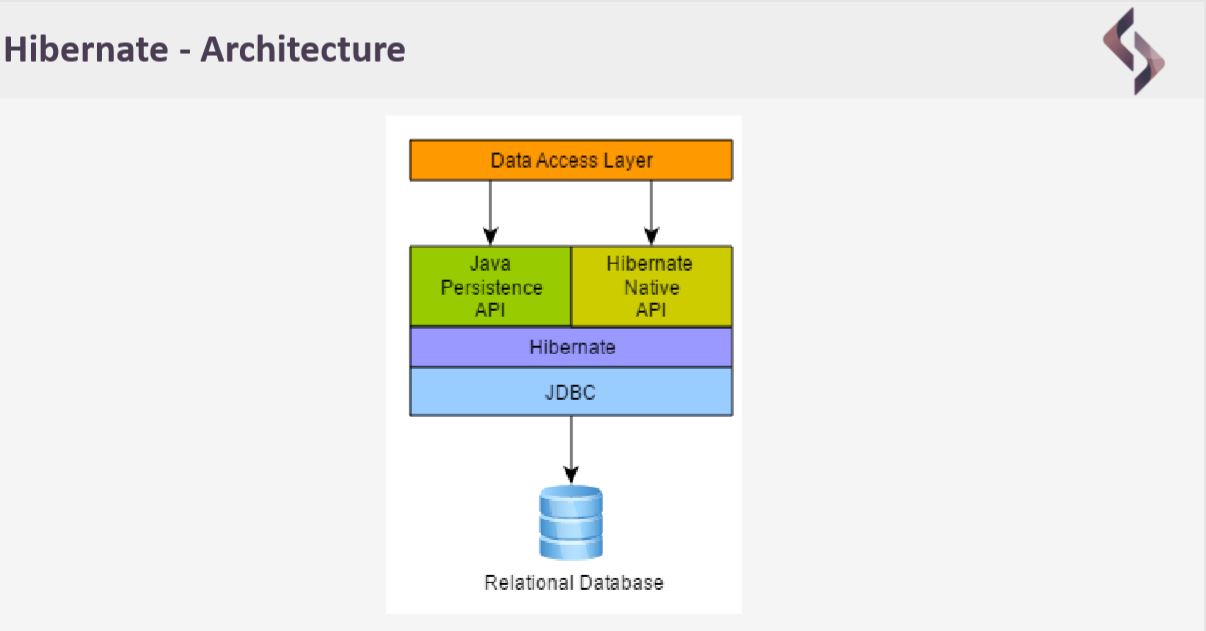 Hibernate - Architecture
Data Access Layer
Java
Persistence
API
Hibernate
Native
API
Hibernate
JDBC
Relational Database